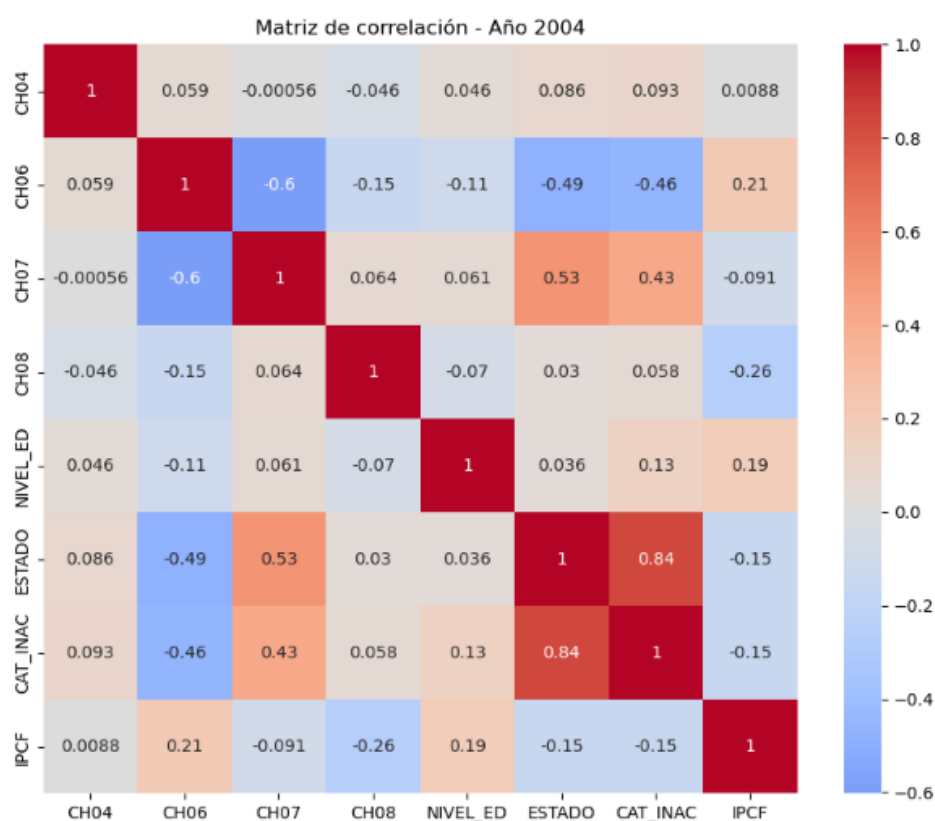 Matriz de correlación - Año 2004
CH04 1 0.059 -0.00056 -0.046 0.046 0.086 0.093 0.0088
CH06 0.059 1 -0.6 -0.15 -0.11 -0.49 -0.46 0.21
CH07 -0.00056 -0.6 1 0.064 0.061 0.53 0.43 -0.091
CH08 -0.046 -0.15 0.064 1 -0.07 0.03 0.058 -0.26
NIVEL_ED 0.046 -0.11 0.061 -0.07 1 0.036 0.13 0.19
ESTADO 0.086 -0.49 0.53 0.03 0.036 1 0.84 -0.15
CAT_INAC 0.093 -0.46 0.43 0.058 0.13 0.84 1 -0.15
IPCF 0.0088 0.21 -0.091 -0.26 0.19 -0.15 -0.15 1
CH04 CH06 CH07 CH08 NIVEL_ED ESTADO CAT_INAC IPCF
1.0
0.8
0.6
0.4
0.2
0.0
−0.2
−0.4
−0.6